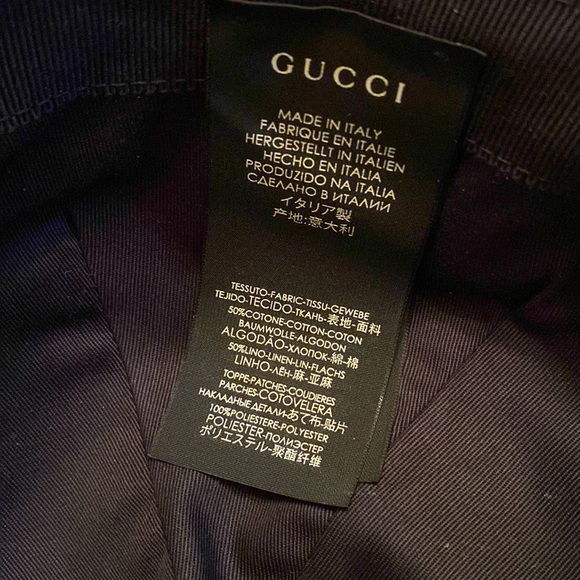 GUCCI
MADE IN ITALY
FABRIQUE EN ITALIE
HERGESTELLT IN ITALIEN
HECHO EN ITALIA
PRODUZIDO NA ITALIA
СДЕЛАНО В ИТАЛИИ
イタリア製
产地:意大利
TESSUTO-FABRIC-TISSU-GEWEBE
TEJIDO-TECIDO-ТКАНЬ-表地-面料
50%COTONE-COTTON-COTON
BAUMWOLLE-ALGODON
ALGODÃO-ХЛОПОК-綿-棉
50%LINO-LINEN-LIN-FLACHS
LINHO-ЛЁН-麻-亚麻
TOPPE-PATCHES-COUDIERES
PARCHES-COTOVELERA
НАКЛАДНЫЕ ДЕТАЛИ-あて布-贴片
100%POLIESTERE-POLYESTER
POLIESTER-ПОЛИЭСТЕР
ポリエステル-聚酯纤维